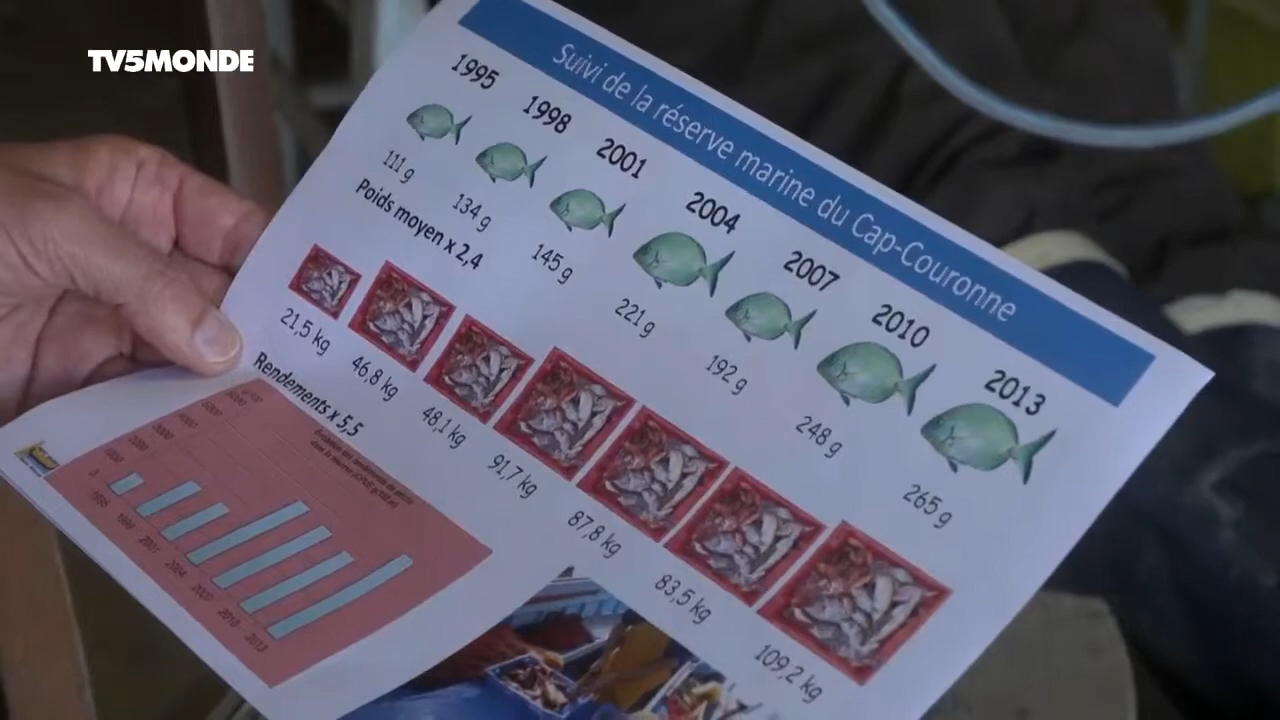 TV5MONDE
Suivi de la réserve marine du Cap-Couronne
1995
1998
2001
2004
2007
2010
2013
111 g
134 g
145 g
221 g
192 g
248 g
265 g
Poids moyen x 2,4
21,5 kg
46,8 kg
48,1 kg
91,7 kg
87,8 kg
83,5 kg
109,2 kg
Rendements x 5,5
0
1995
1998
2001
2004
2007
2010
2013